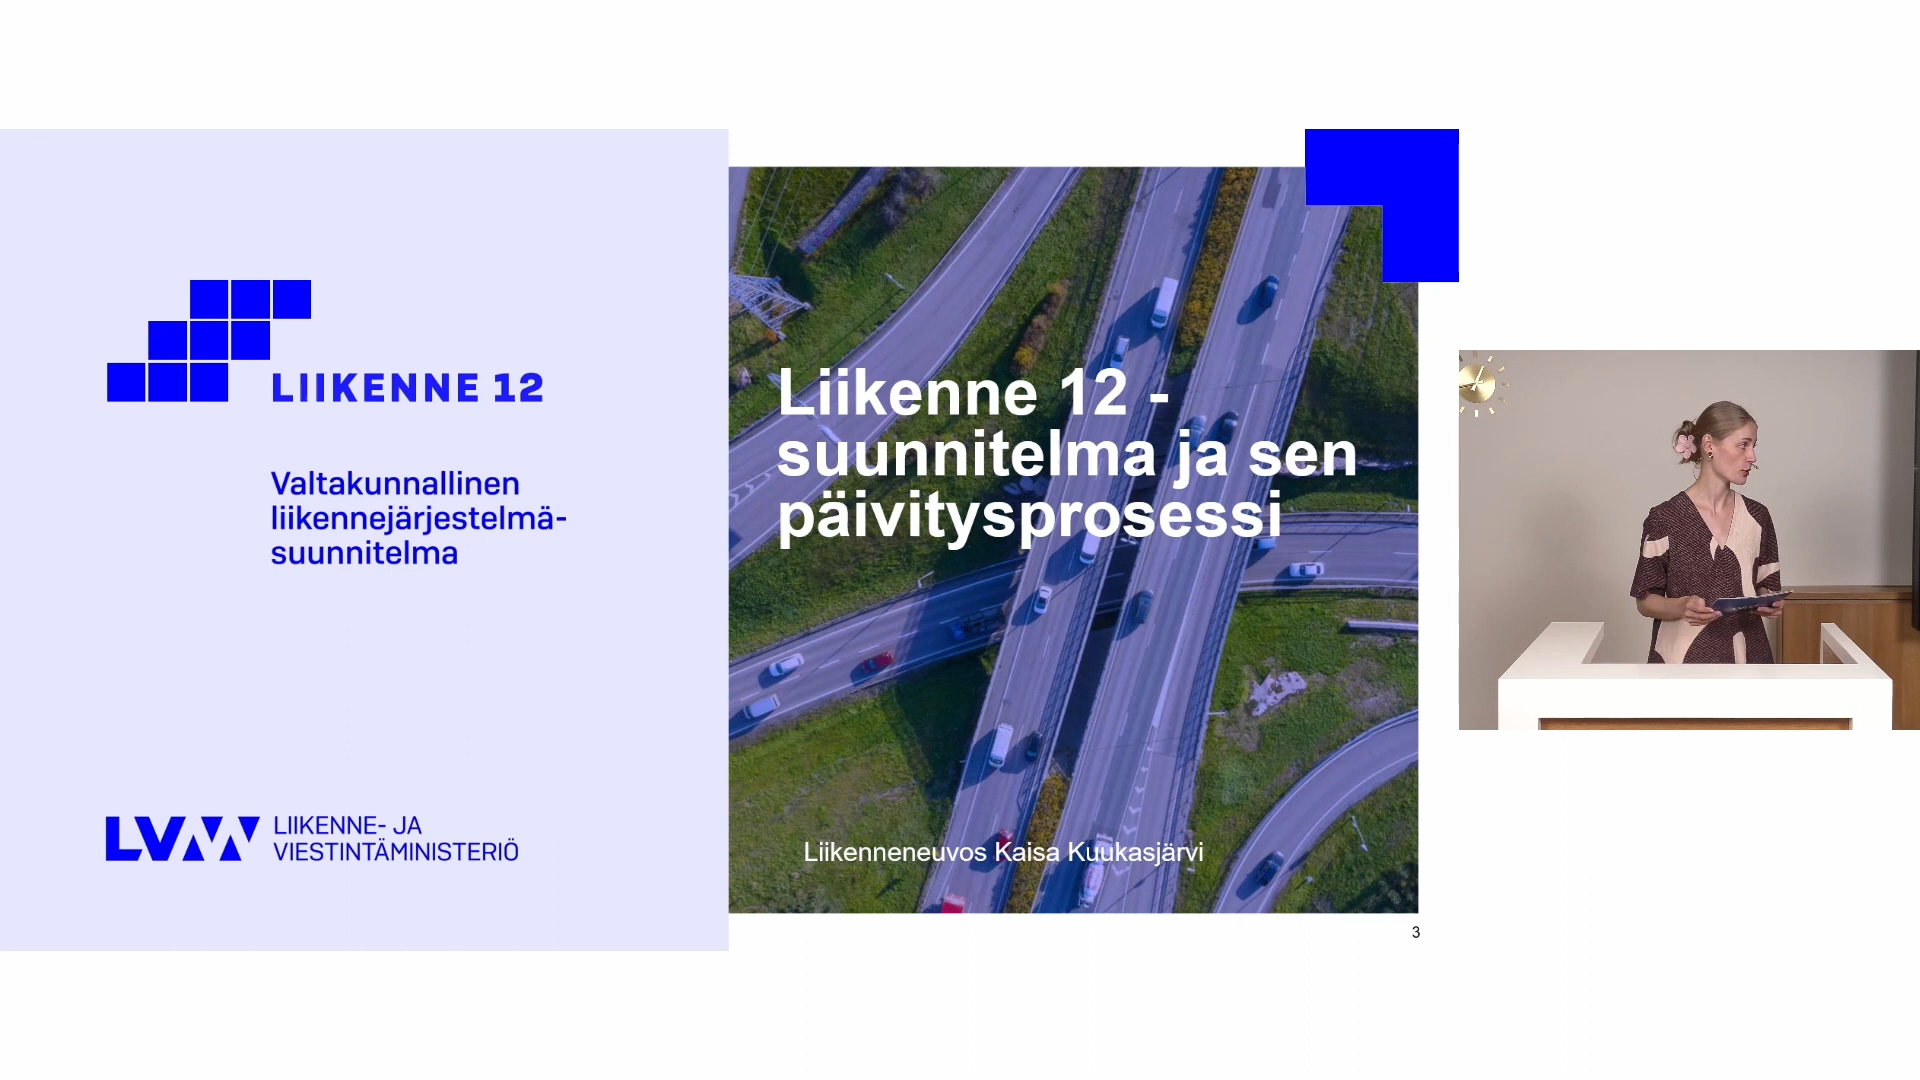 LIIKENNE 12
Valtakunnallinen
liikennejärjestelmä-
suunnitelma
LVM LIIKENNE- JA
VIESTINTÄMINISTERIÖ
Liikenne 12 -
suunnitelma ja sen
päivitysprosessi
Liikenneneuvos Kaisa Kuukasjärvi
3